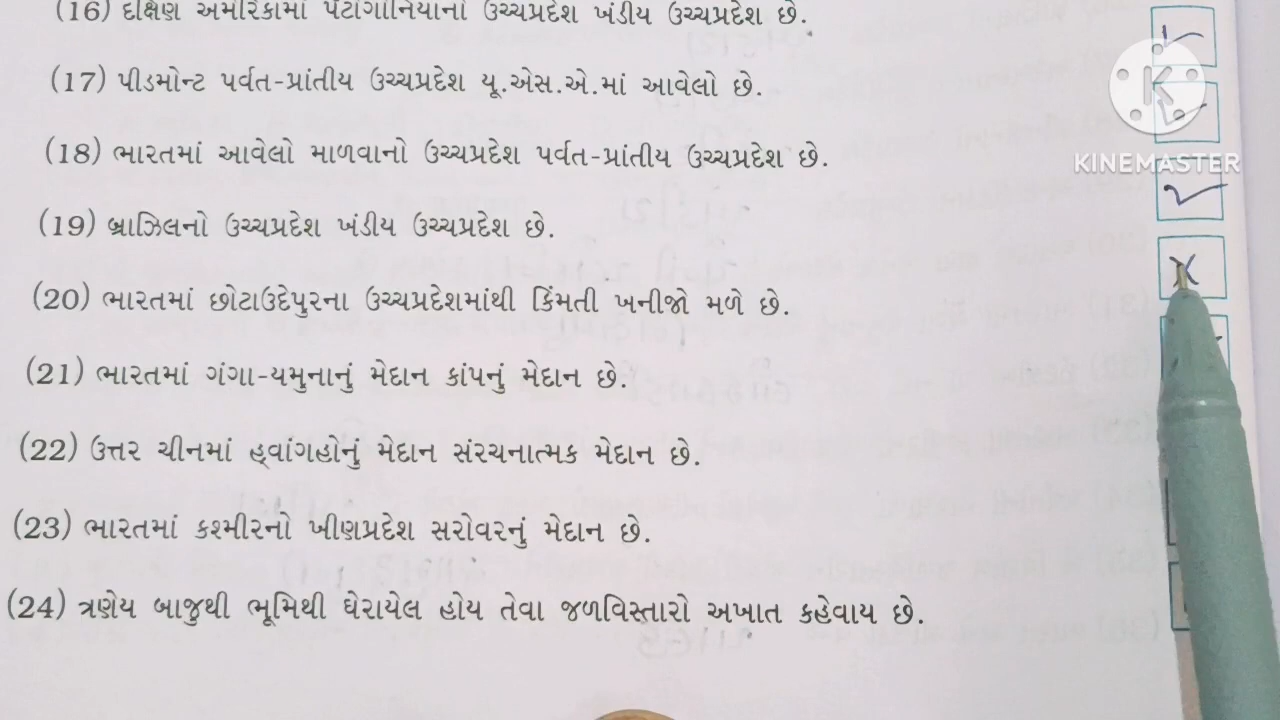 (16) દક્ષિણ અમેરિકામાં પેટાગોનિયાનો ઉચ્ચપ્રદેશ ખંડીય ઉચ્ચપ્રદેશ છે.
(17) પીડમોન્ટ પર્વત-પ્રાંતીય ઉચ્ચપ્રદેશ યૂ.એસ.એ.માં આવેલો છે.
KINEMASTER
(18) ભારતમાં આવેલો માળવાનો ઉચ્ચપ્રદેશ પર્વત-પ્રાંતીય ઉચ્ચપ્રદેશ છે.
(19) બ્રાઝિલનો ઉચ્ચપ્રદેશ ખંડીય ઉચ્ચપ્રદેશ છે.
(20) ભારતમાં છોટાઉદેપુરના ઉચ્ચપ્રદેશમાંથી કિંમતી ખનીજો મળે છે.
(21) ભારતમાં ગંગા-યમુનાનું મેદાન કાંપનું મેદાન છે.
(22) ઉત્તર ચીનમાં હ્વાંગહોનું મેદાન સંરચનાત્મક મેદાન છે.
(23) ભારતમાં કશ્મીરનો ખીણપ્રદેશ સરોવરનું મેદાન છે.
(24) ત્રણેય બાજુથી ભૂમિથી ઘેરાયેલ હોય તેવા જળવિસ્તારો અખાત કહેવાય છે.